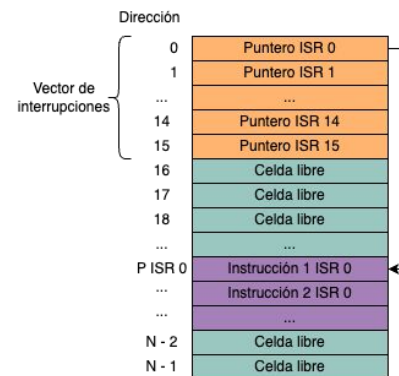 Dirección
0 Puntero ISR 0
1 Puntero ISR 1
... ...
14 Puntero ISR 14
15 Puntero ISR 15
Vector de
interrupciones
16 Celda libre
17 Celda libre
18 Celda libre
... ...
P ISR 0 Instrucción 1 ISR 0
... Instrucción 2 ISR 0
... ...
N - 2 Celda libre
N - 1 Celda libre